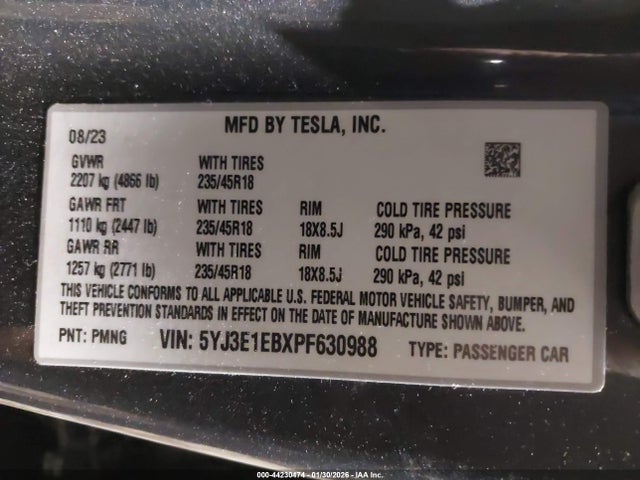 MFD BY TESLA, INC.
08/23
GVWR WITH TIRES
2207 kg (4866 lb) 235/45R18
GAWR FRT WITH TIRES RIM COLD TIRE PRESSURE
1110 kg (2447 lb) 235/45R18 18X8.5J 290 kPa, 42 psi
GAWR RR WITH TIRES RIM COLD TIRE PRESSURE
1257 kg (2771 lb) 235/45R18 18X8.5J 290 kPa, 42 psi
THIS VEHICLE CONFORMS TO ALL APPLICABLE U.S. FEDERAL MOTOR VEHICLE SAFETY, BUMPER, AND
THEFT PREVENTION STANDARDS IN EFFECT ON THE DATE OF MANUFACTURE SHOWN ABOVE.
PNT: PMNG VIN: 5YJ3E1EBXPF630988 TYPE: PASSENGER CAR
000-44230474 - 01/30/2026 - IAA Inc.